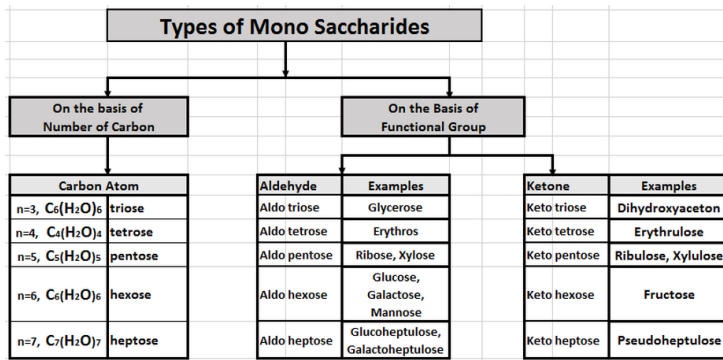 Types of Mono Saccharides
On the basis of
Number of Carbon
On the Basis of
Functional Group
Carbon Atom
n=3, C₆(H₂O)₆ triose
n=4, C₄(H₂O)₄ tetrose
n=5, C₅(H₂O)₅ pentose
n=6, C₆(H₂O)₆ hexose
n=7, C₇(H₂O)₇ heptose
Aldehyde Examples
Aldo triose Glycerose
Aldo tetrose Erythros
Aldo pentose Ribose, Xylose
Aldo hexose Glucose,
Galactose,
Mannose
Aldo heptose Glucoheptulose,
Galactoheptulose
Ketone Examples
Keto triose Dihydroxyaceton
Keto tetrose Erythrulose
Keto pentose Ribulose, Xylulose
Keto hexose Fructose
Keto heptose Pseudoheptulose